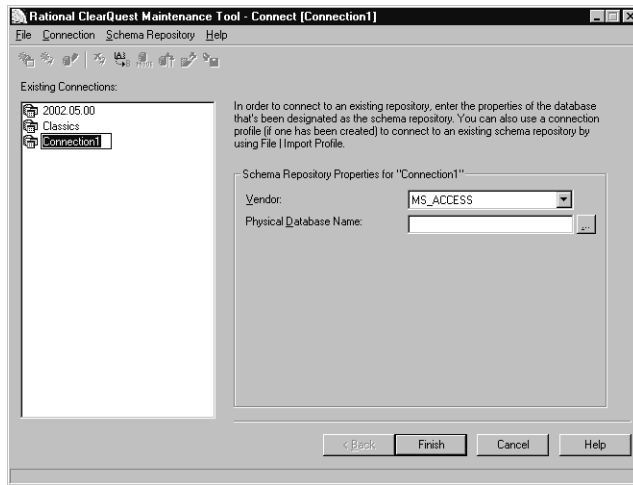 Rational ClearQuest Maintenance Tool - Connect [Connection1]
File Connection Schema Repository Help
Existing Connections:
2002.05.00
Classics
Connection1
In order to connect to an existing repository, enter the properties of the database
that's been designated as the schema repository. You can also use a connection
profile (if one has been created) to connect to an existing schema repository by
using File | Import Profile.
Schema Repository Properties for "Connection1"
Vendor: MS_ACCESS
Physical Database Name: ...
< Back Finish Cancel Help